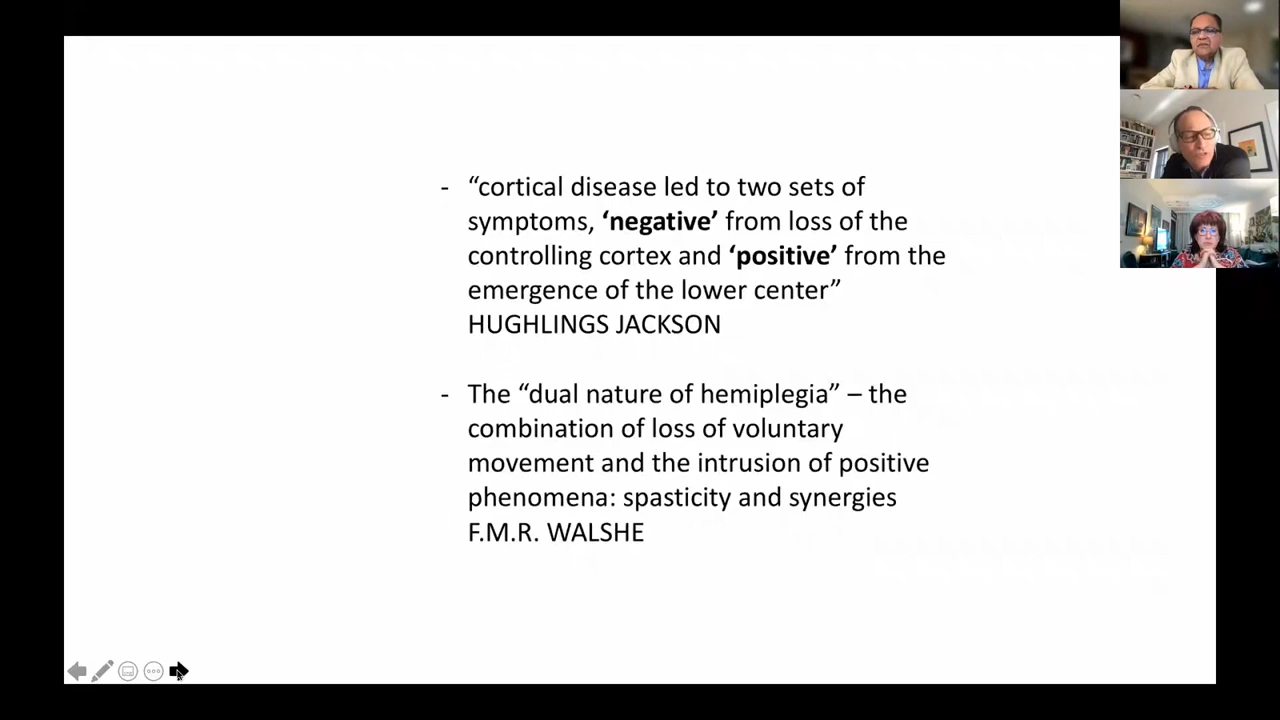 - “cortical disease led to two sets of
symptoms, ‘negative’ from loss of the
controlling cortex and ‘positive’ from the
emergence of the lower center”
HUGHLINGS JACKSON
- The “dual nature of hemiplegia” – the
combination of loss of voluntary
movement and the intrusion of positive
phenomena: spasticity and synergies
F.M.R. WALSHE